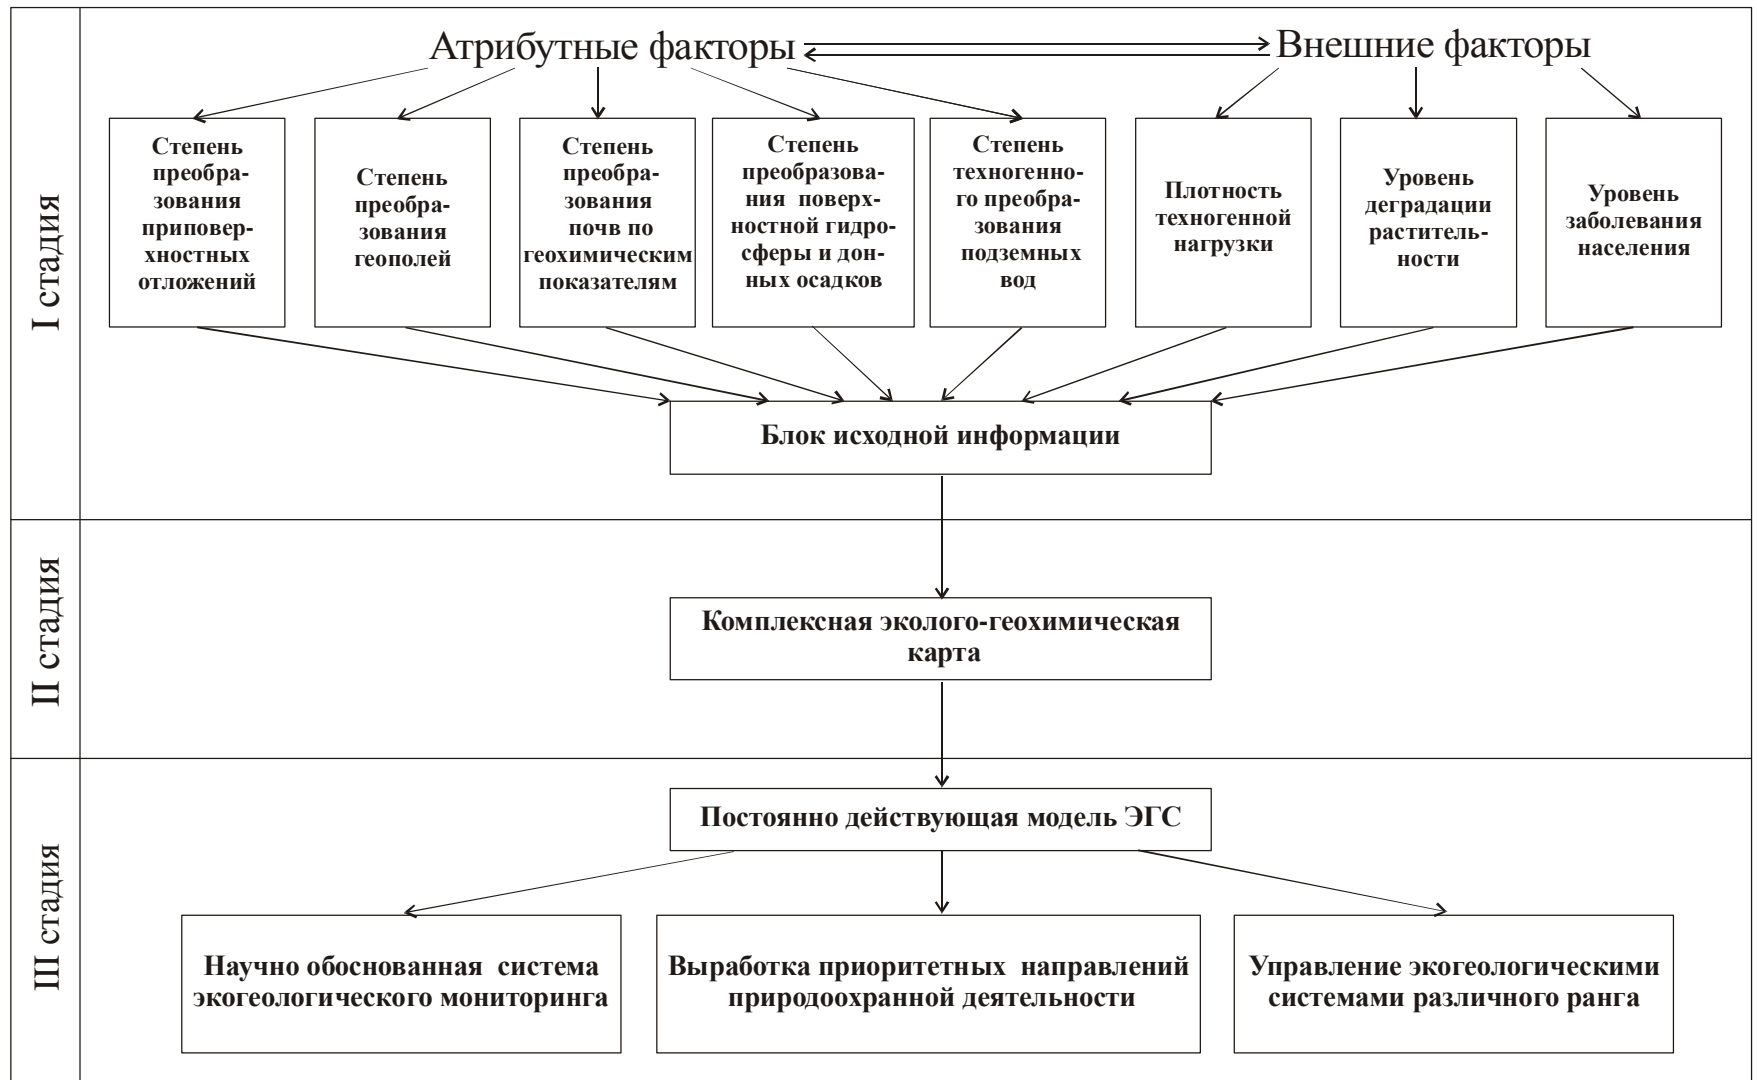 Атрибутные факторы
Внешние факторы
I стадия
Степень
преобра-
зования
приповер-
хностных
отложений
Степень
преобра-
зования
геополей
Степень
преобра-
зования
почв по
геохимическим
показателям
Степень
преобразова-
ния поверх-
ностной гидро-
сферы и дон-
ных осадков
Степень
техногенно-
го преобра-
зования
подземных
вод
Плотность
техногенной
нагрузки
Уровень
деградации
раститель-
ности
Уровень
заболевания
населения
Блок исходной информации
II стадия
Комплексная эколого-геохимическая
карта
III стадия
Постоянно действующая модель ЭГС
Научно обоснованная система
экогеологического мониторинга
Выработка приоритетных направлений
природоохранной деятельности
Управление экогеологическими
системами различного ранга